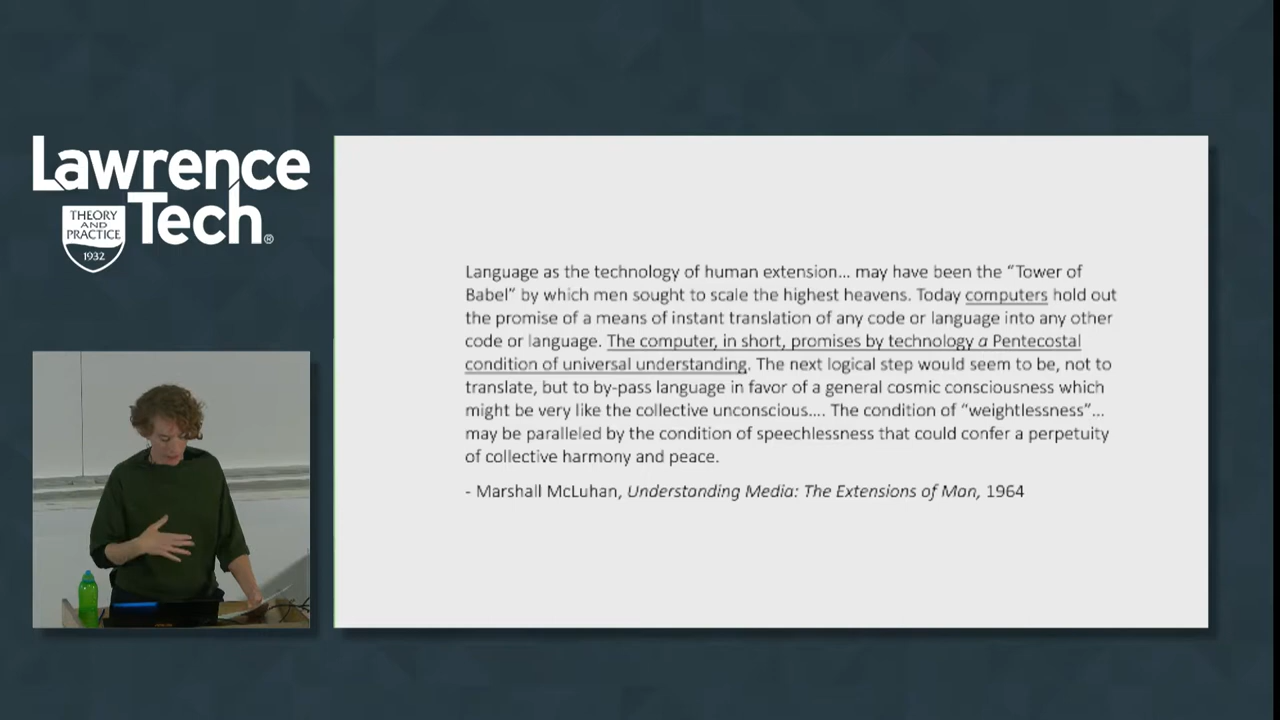 Lawrence
Tech®
THEORY
AND
PRACTICE
1932
Language as the technology of human extension... may have been the “Tower of
Babel” by which men sought to scale the highest heavens. Today computers hold out
the promise of a means of instant translation of any code or language into any other
code or language. The computer, in short, promises by technology a Pentecostal
condition of universal understanding. The next logical step would seem to be, not to
translate, but to by-pass language in favor of a general cosmic consciousness which
might be very like the collective unconscious.... The condition of “weightlessness”...
may be paralleled by the condition of speechlessness that could confer a perpetuity
of collective harmony and peace.
- Marshall McLuhan, Understanding Media: The Extensions of Man, 1964